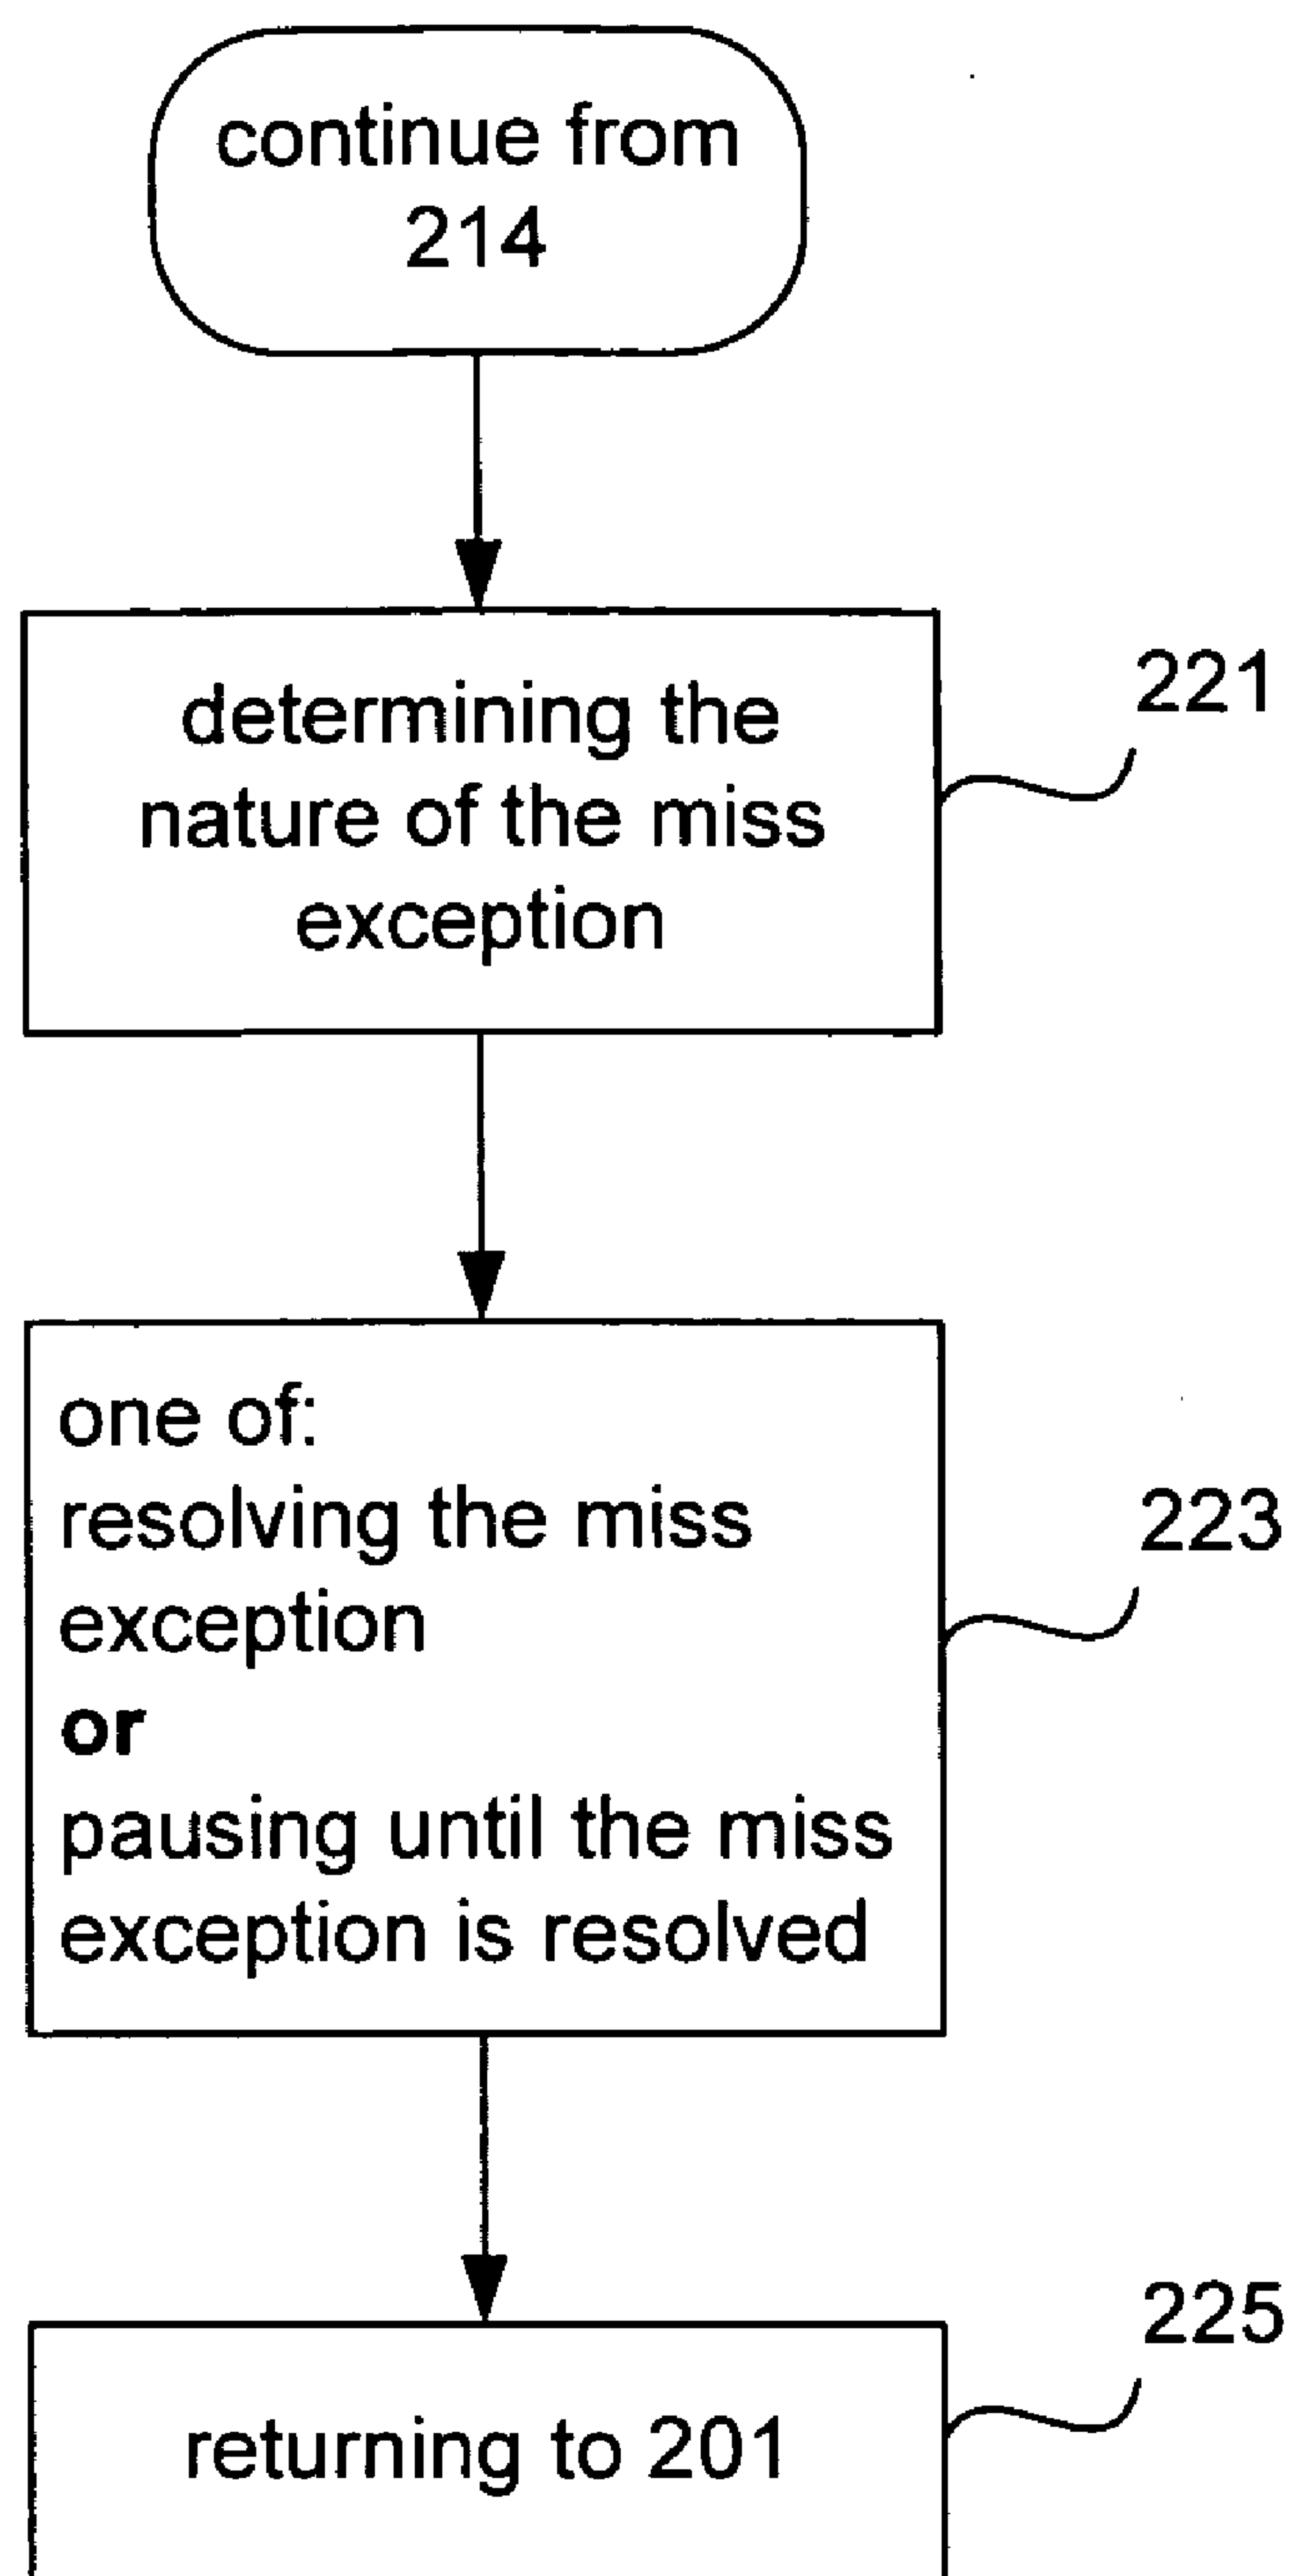 continue from
214
determining the
nature of the miss
exception
221
one of:
resolving the miss
exception
or
pausing until the miss
exception is resolved
223
returning to 201
225